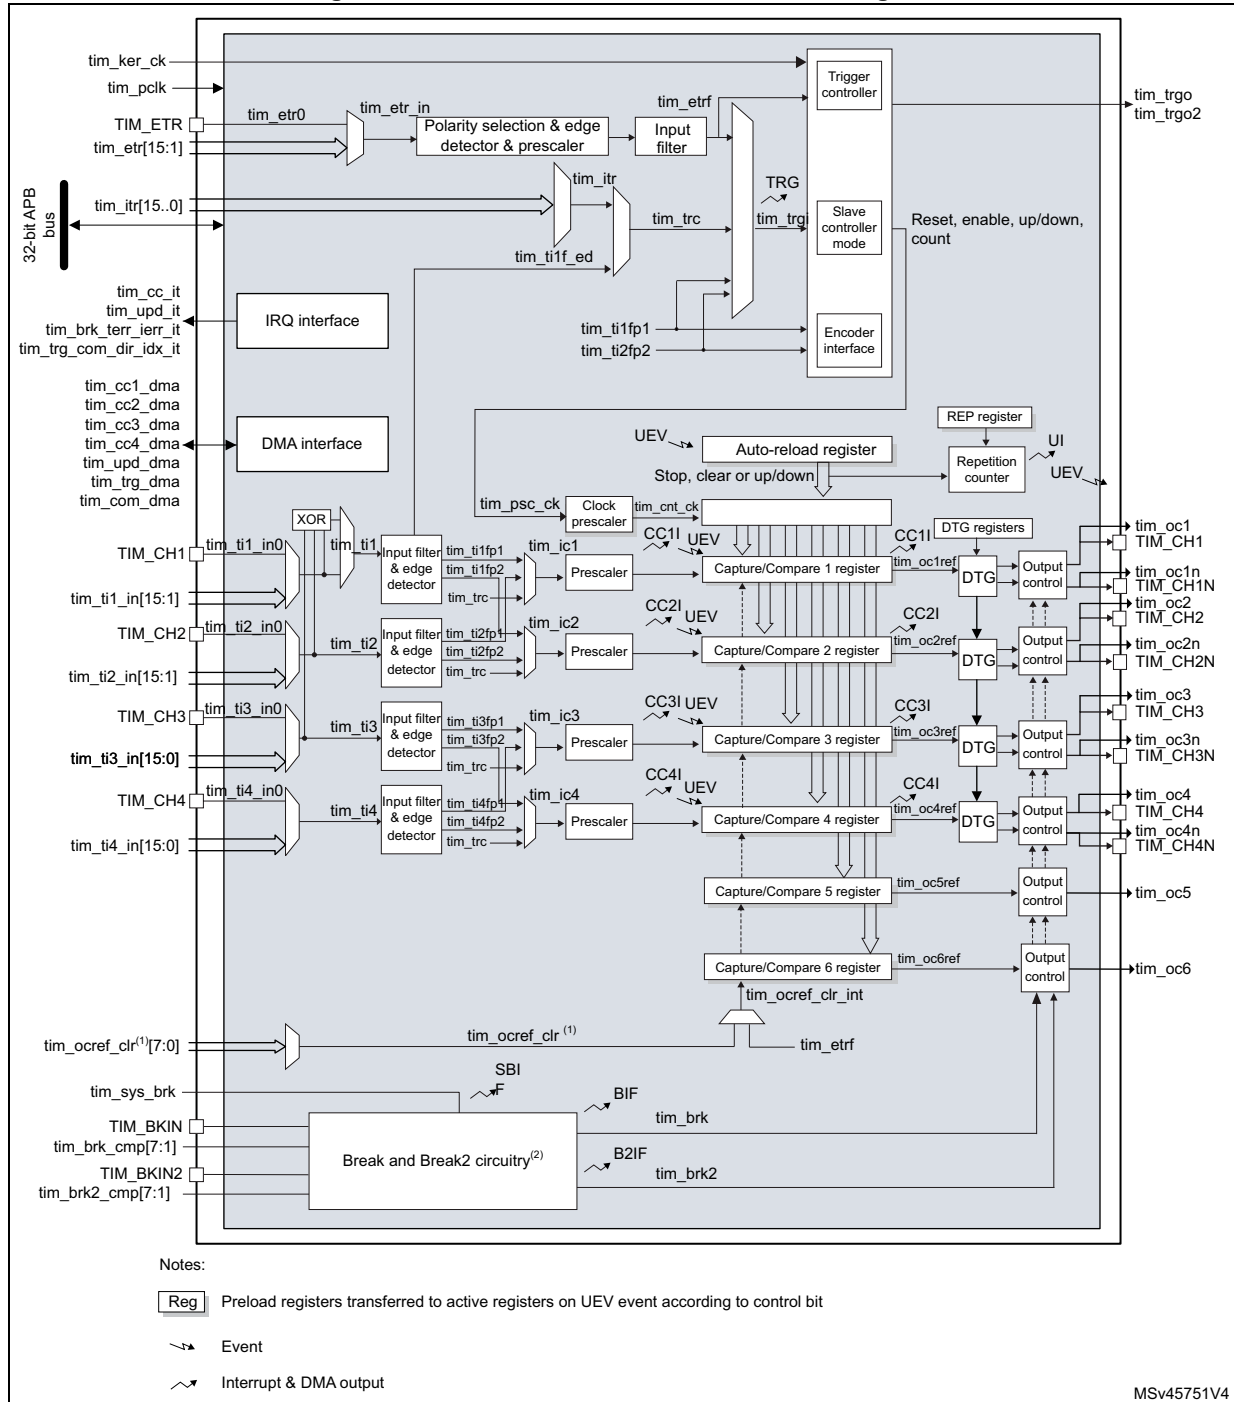 tim_ker_ck
tim_pclk
TIM_ETR
tim_etr0
tim_etr_in
tim_etr[15:1]
Polarity selection & edge
detector & prescaler
Input
filter
tim_etrf
Trigger
controller
tim_trgo
tim_trgo2
32-bit APB
bus
tim_itr[15..0]
tim_itr
tim_trc
tim_ti1f_ed
TRG
tim_trgi
Slave
controller
mode
Reset, enable, up/down,
count
tim_cc_it
tim_upd_it
tim_brk_terr_ierr_it
tim_trg_com_dir_idx_it
IRQ interface
tim_ti1fp1
tim_ti2fp2
Encoder
interface
tim_cc1_dma
tim_cc2_dma
tim_cc3_dma
tim_cc4_dma
tim_upd_dma
tim_trg_dma
tim_com_dma
DMA interface
REP register
UEV
Auto-reload register
Repetition
counter
UI
UEV
Stop, clear or up/down
tim_psc_ck
Clock
prescaler
tim_cnt_ck
XOR
TIM_CH1
tim_ti1_in0
tim_ti1
tim_ti1_in[15:1]
Input filter
& edge
detector
tim_ti1fp1
tim_ti1fp2
tim_trc
tim_ic1
Prescaler
CC1I
UEV
Capture/Compare 1 register
CC1I
tim_oc1ref
DTG registers
DTG
Output
control
tim_oc1
TIM_CH1
tim_oc1n
TIM_CH1N
TIM_CH2
tim_ti2_in0
tim_ti2
tim_ti2_in[15:1]
Input filter
& edge
detector
tim_ti2fp1
tim_ti2fp2
tim_trc
tim_ic2
Prescaler
CC2I
UEV
Capture/Compare 2 register
CC2I
tim_oc2ref
DTG
Output
control
tim_oc2
TIM_CH2
tim_oc2n
TIM_CH2N
TIM_CH3
tim_ti3_in0
tim_ti3
tim_ti3_in[15:0]
Input filter
& edge
detector
tim_ti3fp1
tim_ti3fp2
tim_trc
tim_ic3
Prescaler
CC3I
UEV
Capture/Compare 3 register
CC3I
tim_oc3ref
DTG
Output
control
tim_oc3
TIM_CH3
tim_oc3n
TIM_CH3N
TIM_CH4
tim_ti4_in0
tim_ti4
tim_ti4_in[15:0]
Input filter
& edge
detector
tim_ti4fp1
tim_ti4fp2
tim_trc
tim_ic4
Prescaler
CC4I
UEV
Capture/Compare 4 register
CC4I
tim_oc4ref
DTG
Output
control
tim_oc4
TIM_CH4
tim_oc4n
TIM_CH4N
Capture/Compare 5 register
tim_oc5ref
Output
control
tim_oc5
Capture/Compare 6 register
tim_oc6ref
Output
control
tim_oc6
tim_ocref_clr_int
tim_ocref_clr(1)[7:0]
tim_ocref_clr (1)
tim_etrf
tim_sys_brk
SBI
F
TIM_BKIN
tim_brk_cmp[7:1]
TIM_BKIN2
tim_brk2_cmp[7:1]
Break and Break2 circuitry(2)
BIF
tim_brk
B2IF
tim_brk2
Notes:
Reg
Preload registers transferred to active registers on UEV event according to control bit
Event
Interrupt & DMA output
MSv45751V4